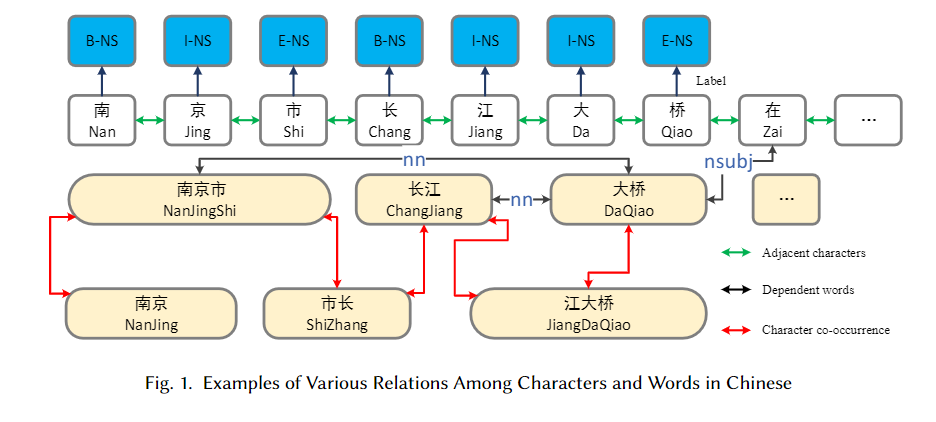 B-NS I-NS E-NS B-NS I-NS I-NS E-NS
Label
南 京 市 长 江 大 桥 在 ...
Nan Jing Shi Chang Jiang Da Qiao Zai
nn nsubj
南京市 长江 大桥 ...
NanJingShi ChangJiang nn DaQiao
Adjacent characters
Dependent words
南京 市长 江大桥
NanJing ShiZhang JiangDaQiao
Character co-occurrence
Fig. 1. Examples of Various Relations Among Characters and Words in Chinese